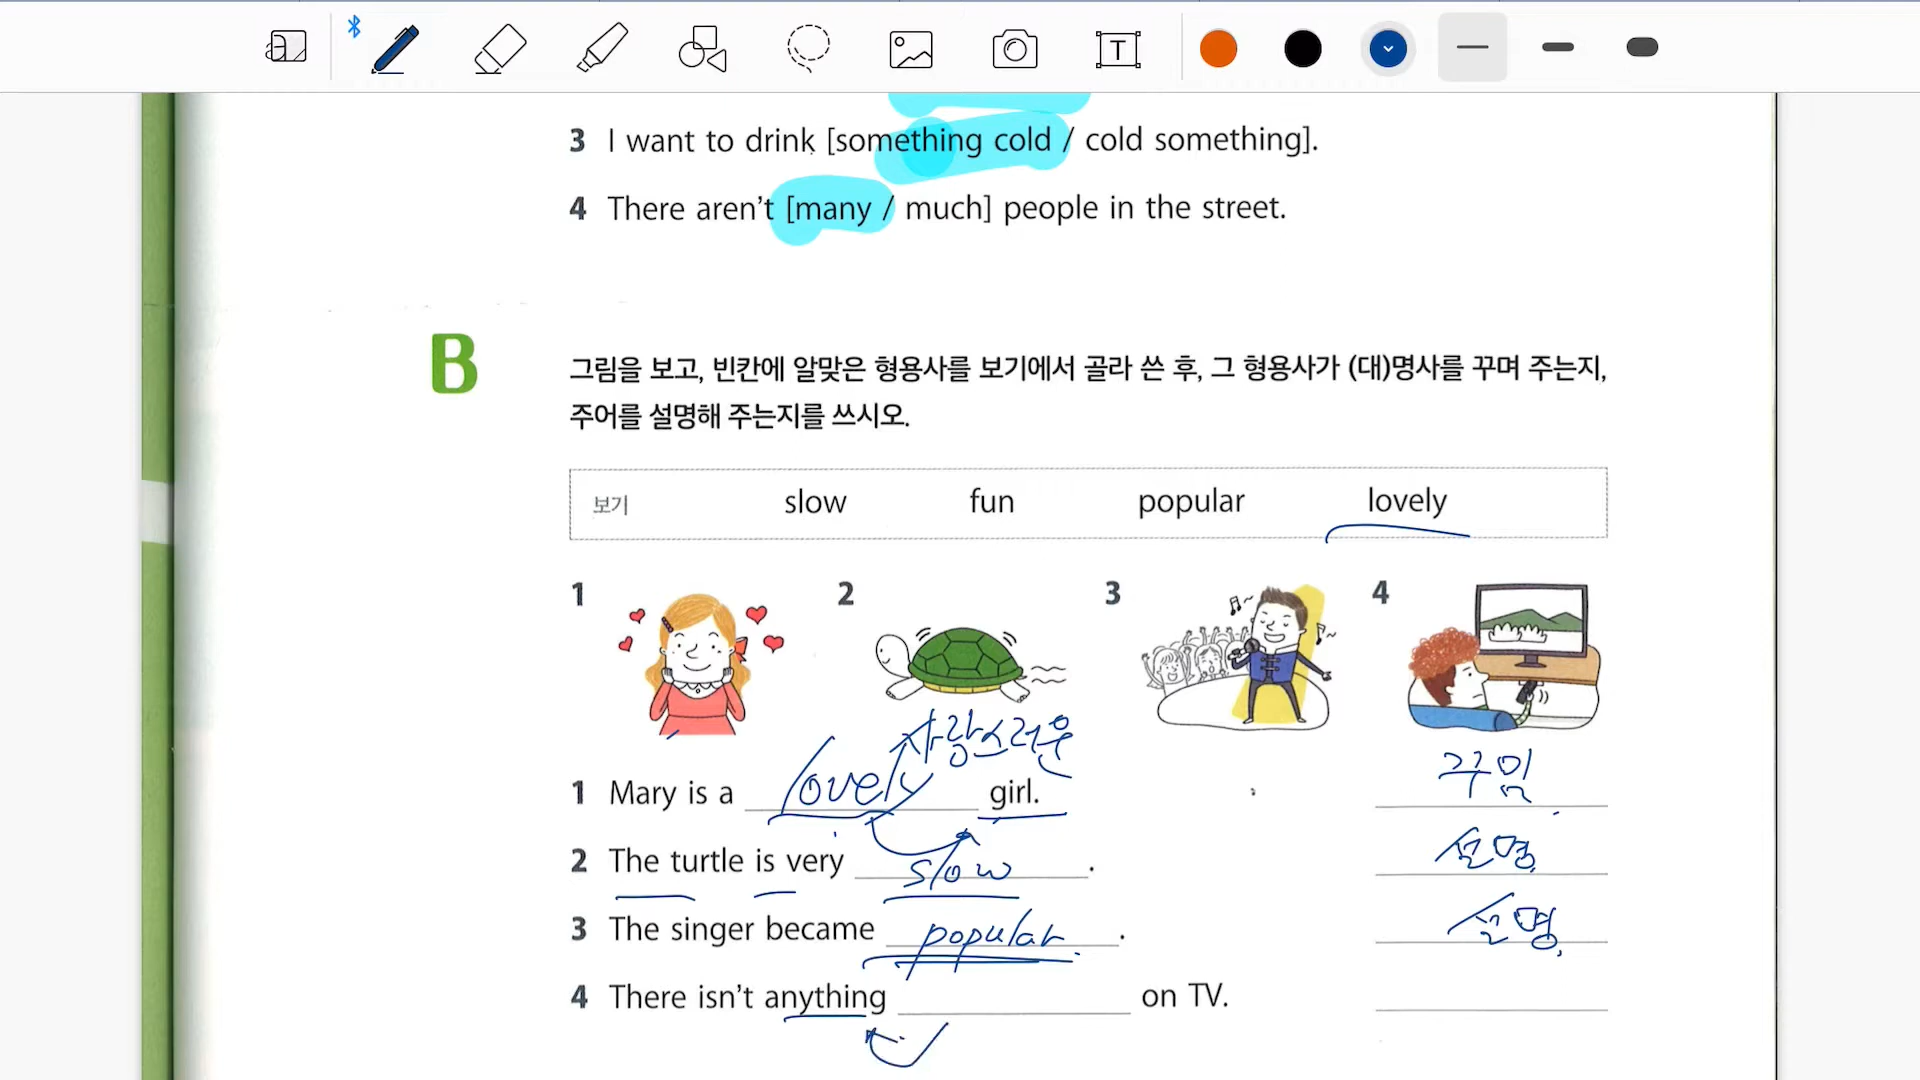 3 I want to drink [something cold / cold something].
4 There aren't [many / much] people in the street.
B
그림을 보고, 빈칸에 알맞은 형용사를 보기에서 골라 쓴 후, 그 형용사가 (대)명사를 꾸며 주는지,
주어를 설명해 주는지를 쓰시오.
보기 slow fun popular lovely
1 2 3 4
사랑스러운
1 Mary is a lovely girl. 꾸밈
2 The turtle is very slow. 설명
3 The singer became popular. 설명
4 There isn't anything on TV.